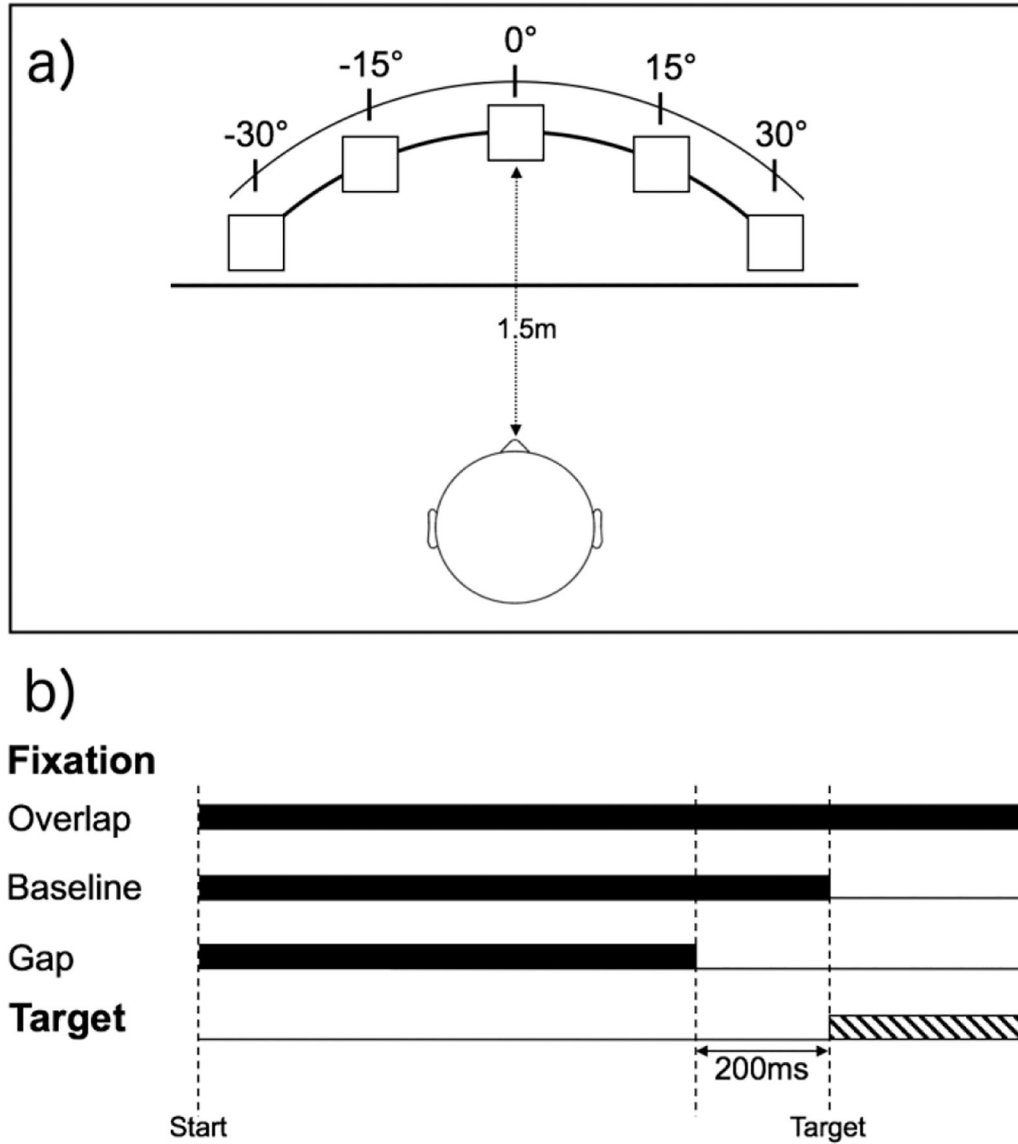 a)
0°
-15°
15°
-30°
30°
1.5m
b)
Fixation
Overlap
Baseline
Gap
Target
200ms
Start
Target